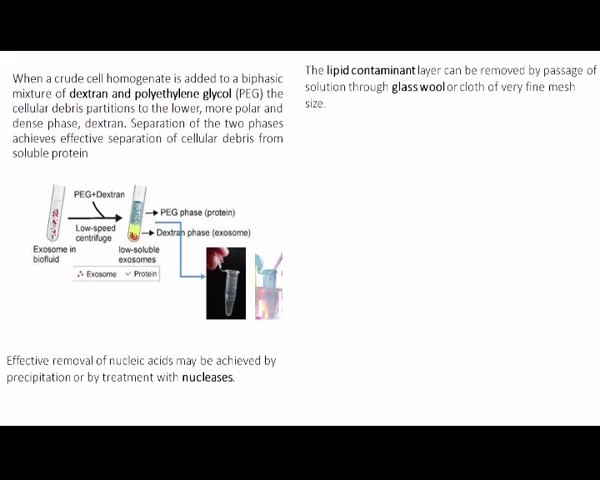 When a crude cell homogenate is added to a biphasic
mixture of dextran and polyethylene glycol (PEG) the
cellular debris partitions to the lower, more polar and
dense phase, dextran. Separation of the two phases
achieves effective separation of cellular debris from
soluble protein
PEG+Dextran
Low-speed
centrifuge
PEG phase (protein)
Dextran phase (exosome)
Exosome in
biofluid
low-soluble
exosomes
Exosome
Protein
Effective removal of nucleic acids may be achieved by
precipitation or by treatment with nucleases.
The lipid contaminant layer can be removed by passage of
solution through glass wool or cloth of very fine mesh
size.